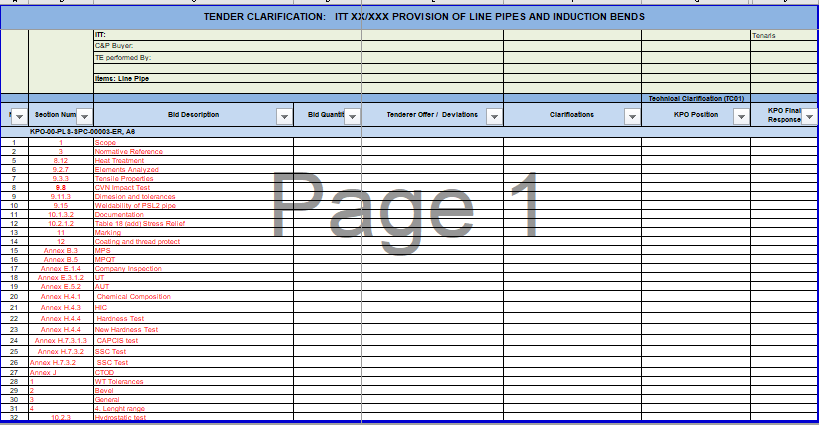 TENDER CLARIFICATION: ITT XX/XXX PROVISION OF LINE PIPES AND INDUCTION BENDS
ITT: Tenaris
C&P Buyer:
TE performed By:
Items: Line Pipe
Technical Clarification (TC01)
Section Num Bid Description Bid Quantit Tenderer Offer / Deviations Clarifications KPO Position KPO Final Response
KPO-00-PLS-SPC-00003-ER, A6
1 1 Scope
2 3 Normative Reference
5 8.12 Heat Treatment
6 9.2.7 Elements Analyzed
7 9.3.3 Tensile Properties
8 9.8 CVN Impact Test
9 9.11.3 Dimesion and tolerances
10 9.15 Weldability of PSL2 pipe
11 10.1.3.2 Documentation
12 10.2.1.2 Table 18 (add) Stress Relief
13 11 Marking
14 12 Coating and thread protect
15 Annex B.3 MPS
16 Annex B.5 MPQT
17 Annex E.1.4 Company Inspection
18 Annex E.3.1.2 UT
19 Annex E.5.2 AUT
20 Annex H.4.1 Chemical Composition
21 Annex H.4.3 HIC
22 Annex H.4.4 Hardness Test
23 Annex H.4.4 New Hardness Test
24 Annex H.7.3.1.3 CAPCIS test
25 Annex H.7.3.2 SSC Test
26 Annex H.7.3.2 SSC Test
27 Annex J CTOD
28 1 WT Tolerances
29 2 Bevel
30 3 General
31 4 4. Lenght range
32 10.2.3 Hydrostatic test
Page 1